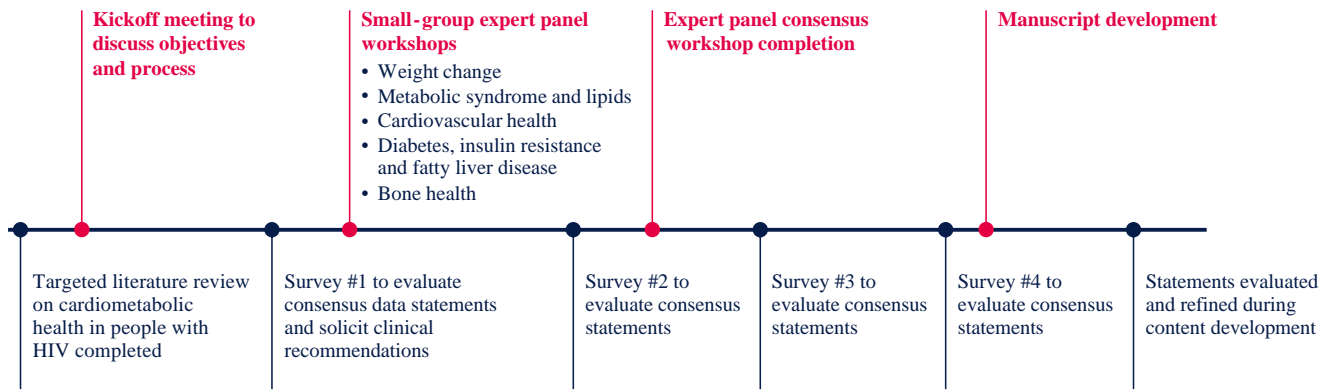 Kickoff meeting to
discuss objectives
and process
Small-group expert panel
workshops
• Weight change
• Metabolic syndrome and lipids
• Cardiovascular health
• Diabetes, insulin resistance
and fatty liver disease
• Bone health
Expert panel consensus
workshop completion
Manuscript development
Targeted literature review
on cardiometabolic
health in people with
HIV completed
Survey #1 to evaluate
consensus data statements
and solicit clinical
recommendations
Survey #2 to
evaluate consensus
statements
Survey #3 to
evaluate consensus
statements
Survey #4 to
evaluate consensus
statements
Statements evaluated
and refined during
content development